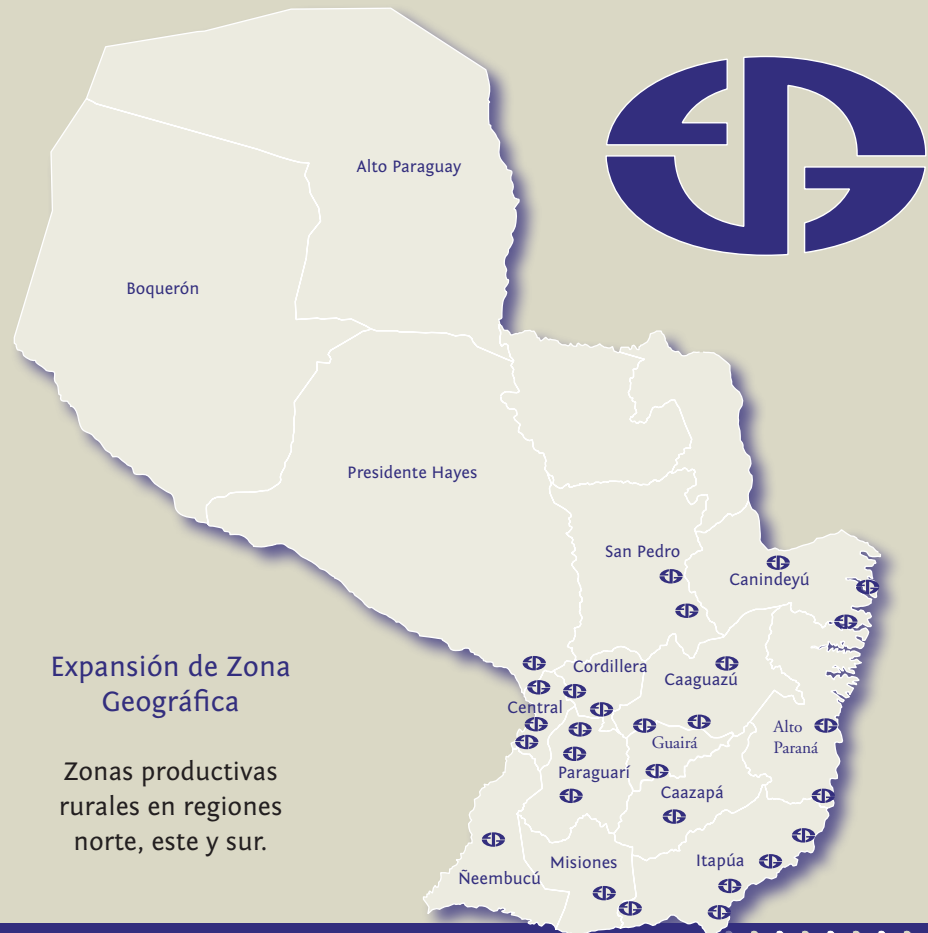 Alto Paraguay
Boquerón
Presidente Hayes
San Pedro
Canindeyú
Cordillera
Caaguazú
Central
Alto
Paraná
Guairá
Paraguarí
Caazapá
Misiones
Itapúa
Ñeembucú
Expansión de Zona
Geográfica
Zonas productivas
rurales en regiones
norte, este y sur.